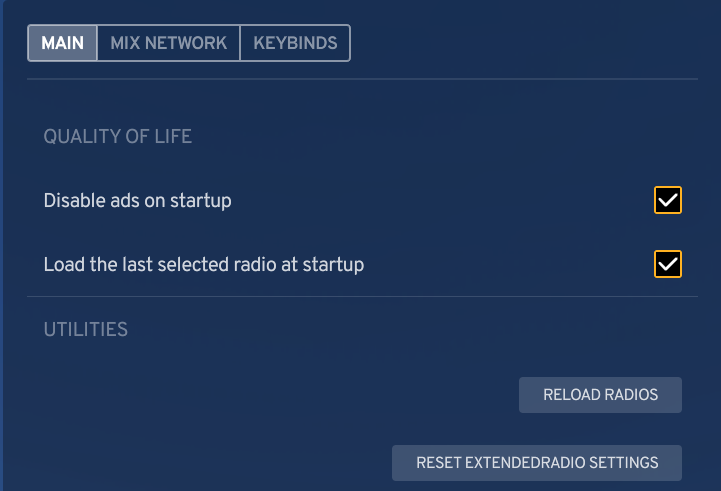 MAIN MIX NETWORK KEYBINDS
QUALITY OF LIFE
Disable ads on startup
Load the last selected radio at startup
UTILITIES
RELOAD RADIOS
RESET EXTENDEDRADIO SETTINGS